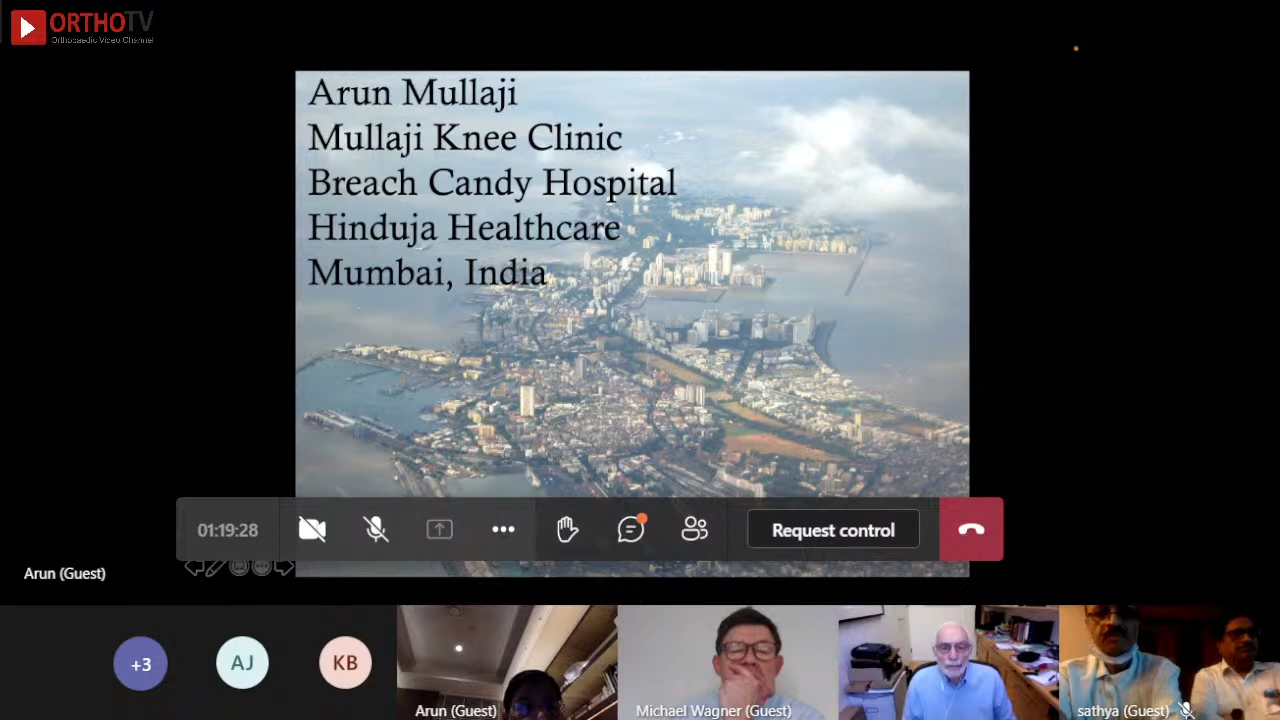 ORTHOTV
Orthopaedic Video Channel
Arun Mullaji
Mullaji Knee Clinic
Breach Candy Hospital
Hinduja Healthcare
Mumbai, India
01:19:28
Request control
Arun (Guest)
+3
AJ
KB
Arun (Guest)
Michael Wagner (Guest)
sathya (Guest)